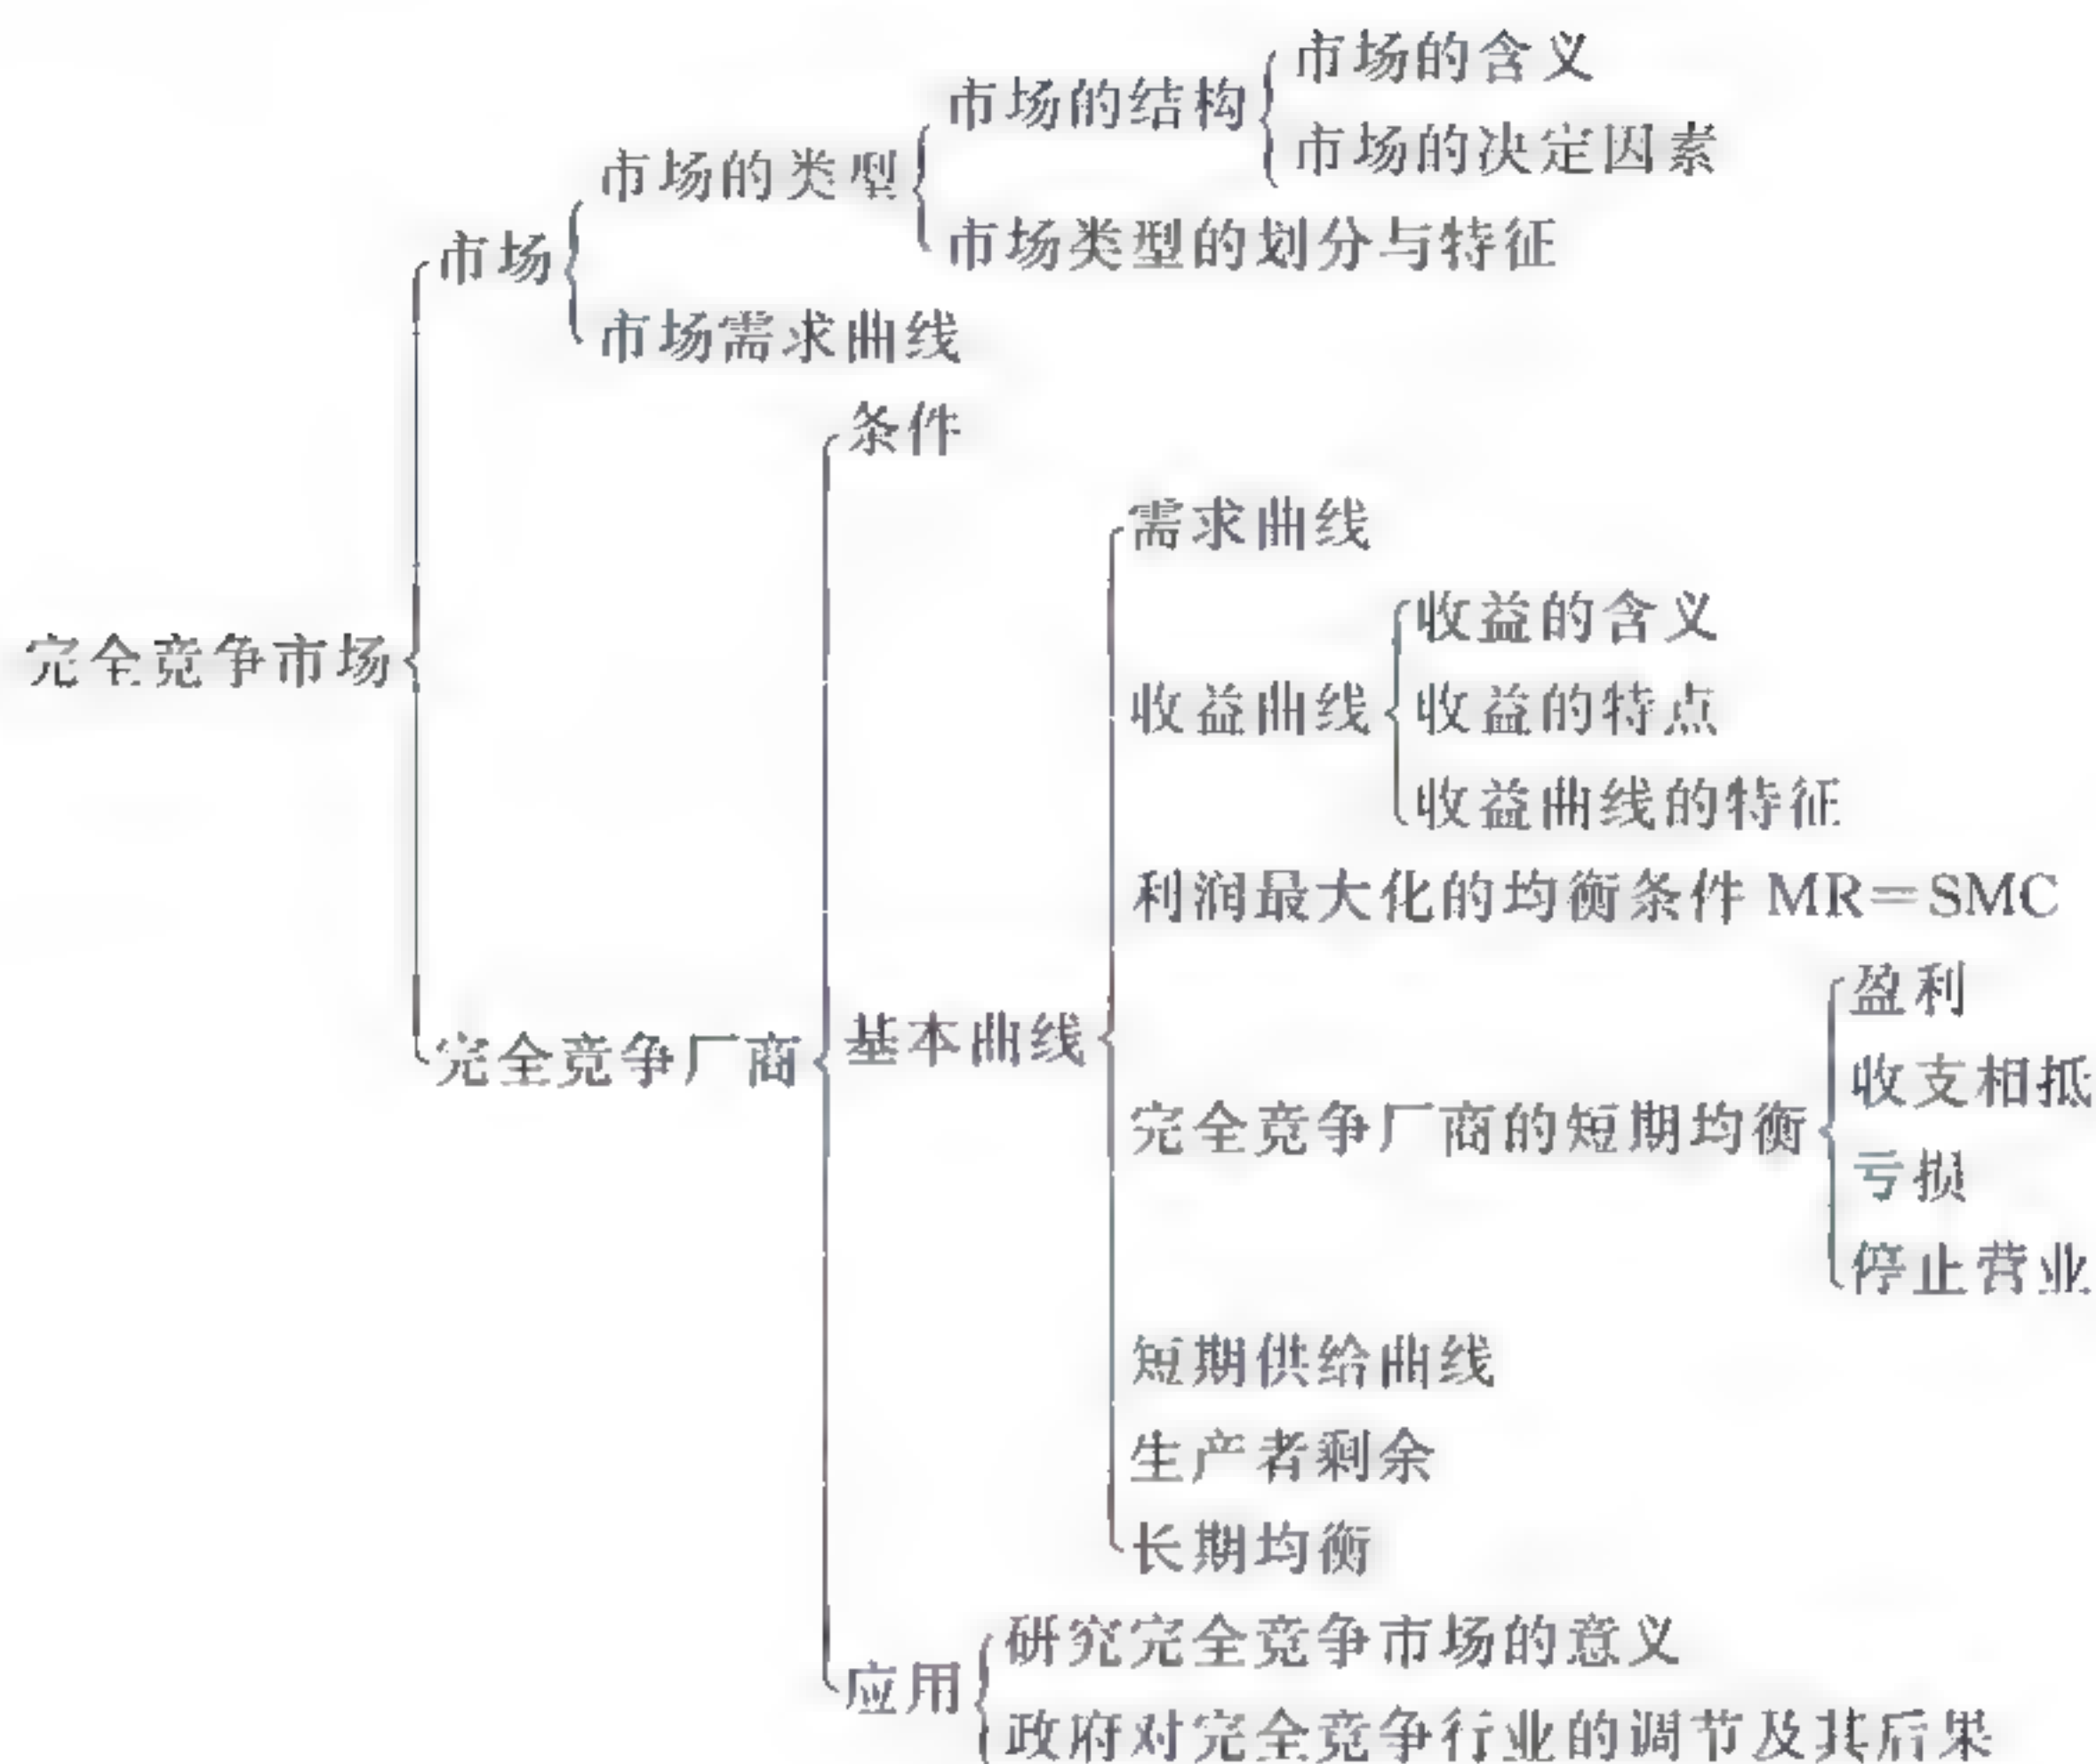 市场的含义
市场的结构
市场的决定因素
市场的类型
市场类型的划分与特征
市场
市场需求曲线
条件
需求曲线
收益的含义
完全竞争市场
收益曲线
收益的特点
收益曲线的特征
利润最大化的均衡条件 MR=SMC
盈利
基本曲线
完全竞争厂商
收支相抵
完全竞争厂商的短期均衡
亏损
停止营业
短期供给曲线
生产者剩余
长期均衡
研究完全竞争市场的意义
应用
政府对完全竞争行业的调节及其后果